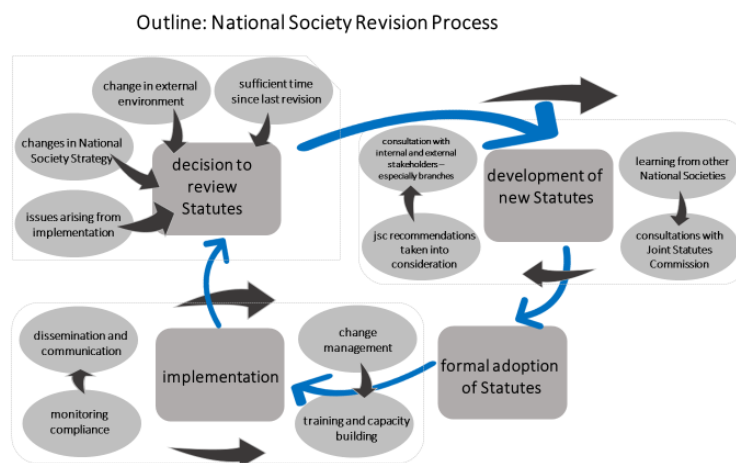 Outline: National Society Revision Process
change in external
environment
sufficient time
since last revision
changes in National
Society Strategy
decision to
review
Statutes
issues arising from
implementation
consultation with
internal and external
stakeholders–
especially branches
development of
new Statutes
learning from other
National Societies
jsc recommendations
taken into
consideration
consultations with
Joint Statutes
Commission
dissemination and
communication
implementation
change
management
formal adoption
of Statutes
monitoring
compliance
training and capacity
building